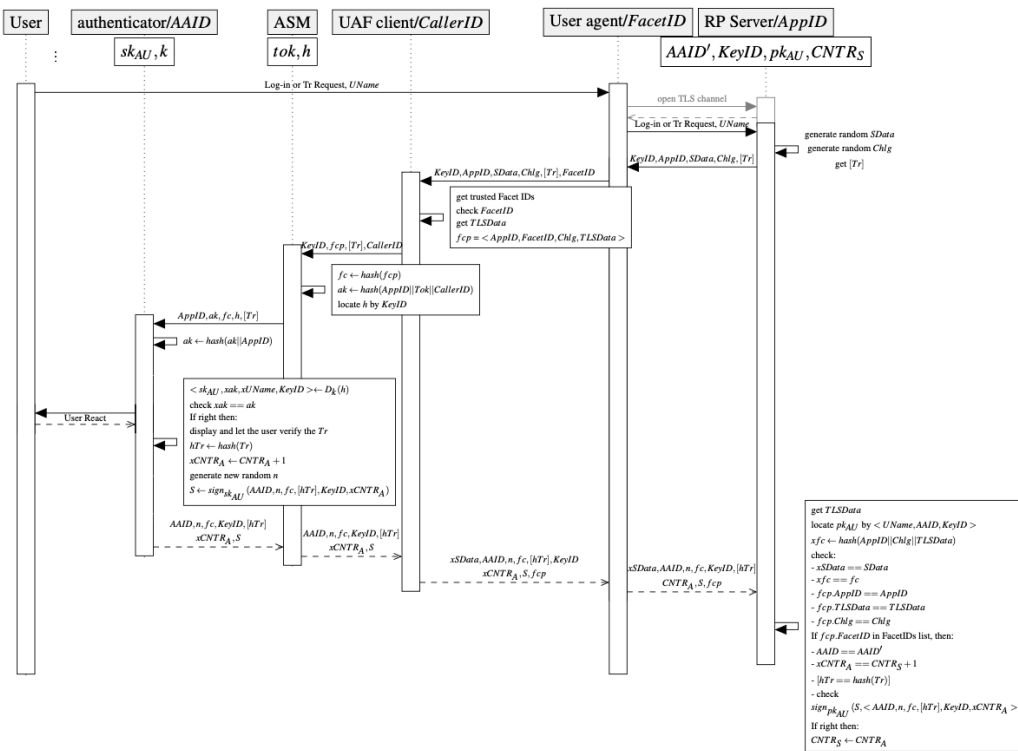 User
authenticator/AAID
ASM
UAF client/CallerID
User agent/FacetID
RP Server/AppID
⋮
sk_AU, k
tok, h
AAID′, KeyID, pk_AU, CNTR_S
Log-in or Tr Request, UName
open TLS channel
Log-in or Tr Request, UName
generate random SData
generate random Chlg
get [Tr]
KeyID, AppID, SData, Chlg, [Tr]
KeyID, AppID, SData, Chlg, [Tr], FacetID
get trusted Facet IDs
check FacetID
get TLSData
fcp = < AppID, FacetID, Chlg, TLSData >
KeyID, fcp, [Tr], CallerID
fc ← hash(fcp)
ak ← hash(AppID||Tok||CallerID)
locate h by KeyID
AppID, ak, fc, h, [Tr]
ak ← hash(ak||AppID)
< sk_AU, xak, xUName, KeyID > ← D_k(h)
check xak == ak
If right then:
display and let the user verify the Tr
hTr ← hash(Tr)
xCNTR_A ← CNTR_A + 1
generate new random n
S ← sign_sk_AU (AAID, n, fc, [hTr], KeyID, xCNTR_A)
User React
AAID, n, fc, KeyID, [hTr]
xCNTR_A, S
AAID, n, fc, KeyID, [hTr]
xCNTR_A, S
xSData, AAID, n, fc, [hTr], KeyID
xCNTR_A, S, fcp
xSData, AAID, n, fc, KeyID, [hTr]
CNTR_A, S, fcp
get TLSData
locate pk_AU by < UName, AAID, KeyID >
xfc ← hash(AppID||Chlg||TLSData)
check:
- xSData == SData
- xfc == fc
- fcp.AppID == AppID
- fcp.TLSData == TLSData
- fcp.Chlg == Chlg
If fcp.FacetID in FacetIDs list, then:
- AAID == AAID′
- xCNTR_A == CNTR_S + 1
- [hTr == hash(Tr)]
- check
sign_pk_AU (S, < AAID, n, fc, [hTr], KeyID, xCNTR_A >
If right then:
CNTR_S ← CNTR_A